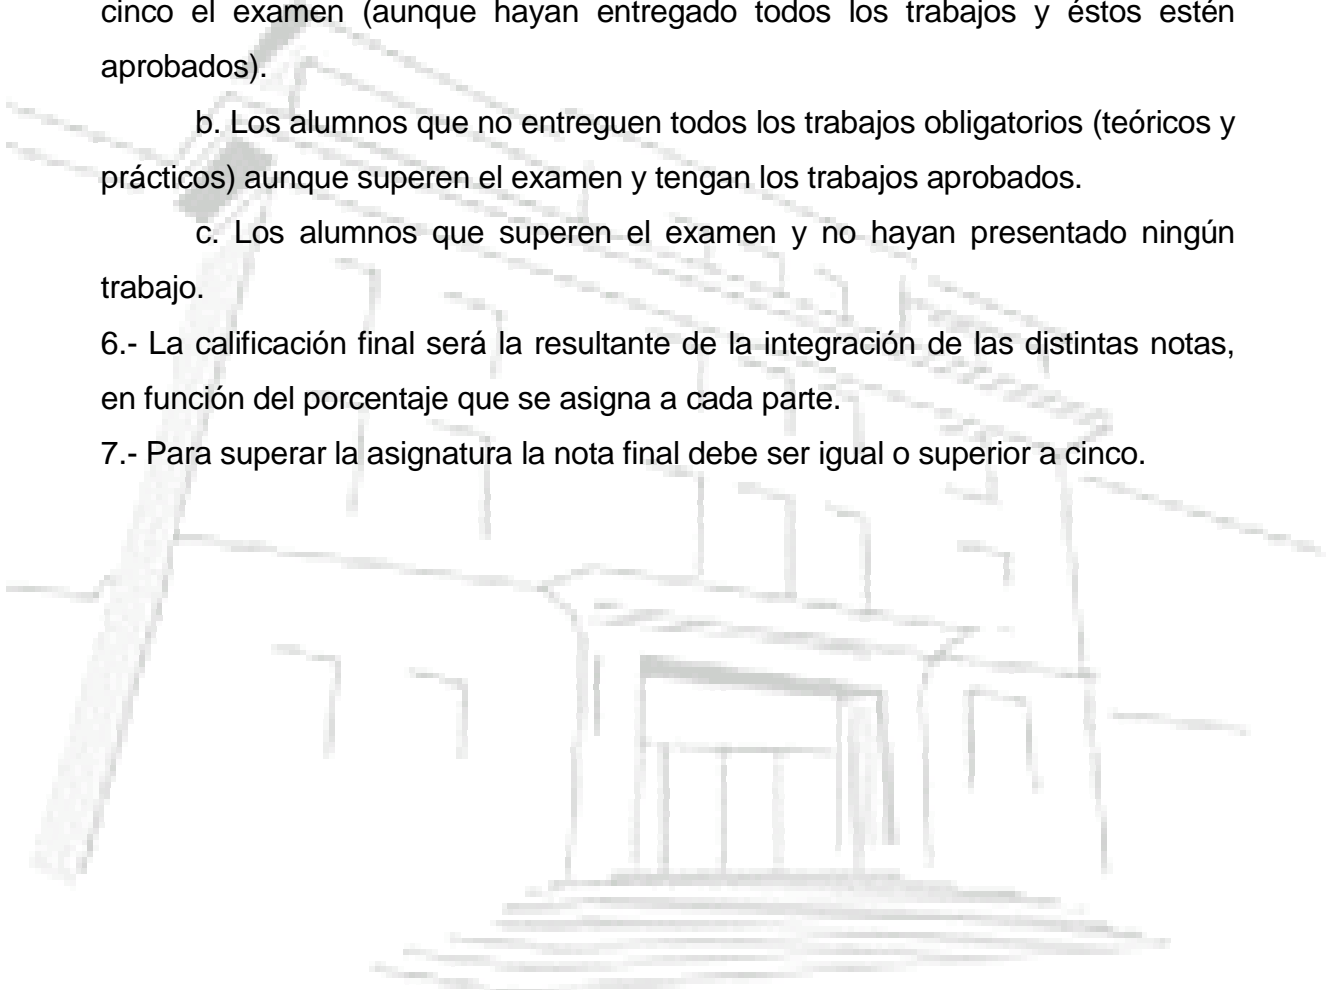 cinco el examen (aunque hayan entregado todos los trabajos y éstos estén
aprobados).
b. Los alumnos que no entreguen todos los trabajos obligatorios (teóricos y
prácticos) aunque superen el examen y tengan los trabajos aprobados.
c. Los alumnos que superen el examen y no hayan presentado ningún
trabajo.
6.- La calificación final será la resultante de la integración de las distintas notas,
en función del porcentaje que se asigna a cada parte.
7.- Para superar la asignatura la nota final debe ser igual o superior a cinco.